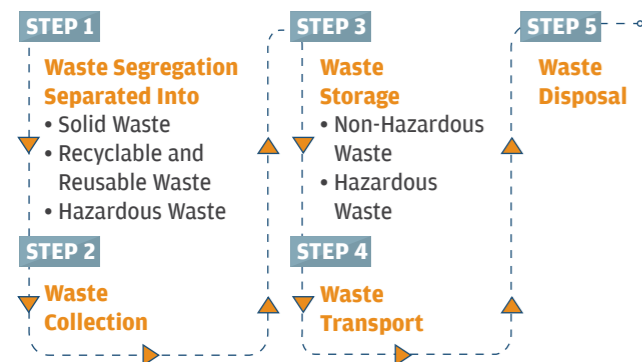 STEP 1
Waste Segregation
Separated Into
• Solid Waste
• Recyclable and
Reusable Waste
• Hazardous Waste
STEP 2
Waste
Collection
STEP 3
Waste
Storage
• Non-Hazardous
Waste
• Hazardous
Waste
STEP 4
Waste
Transport
STEP 5
Waste
Disposal